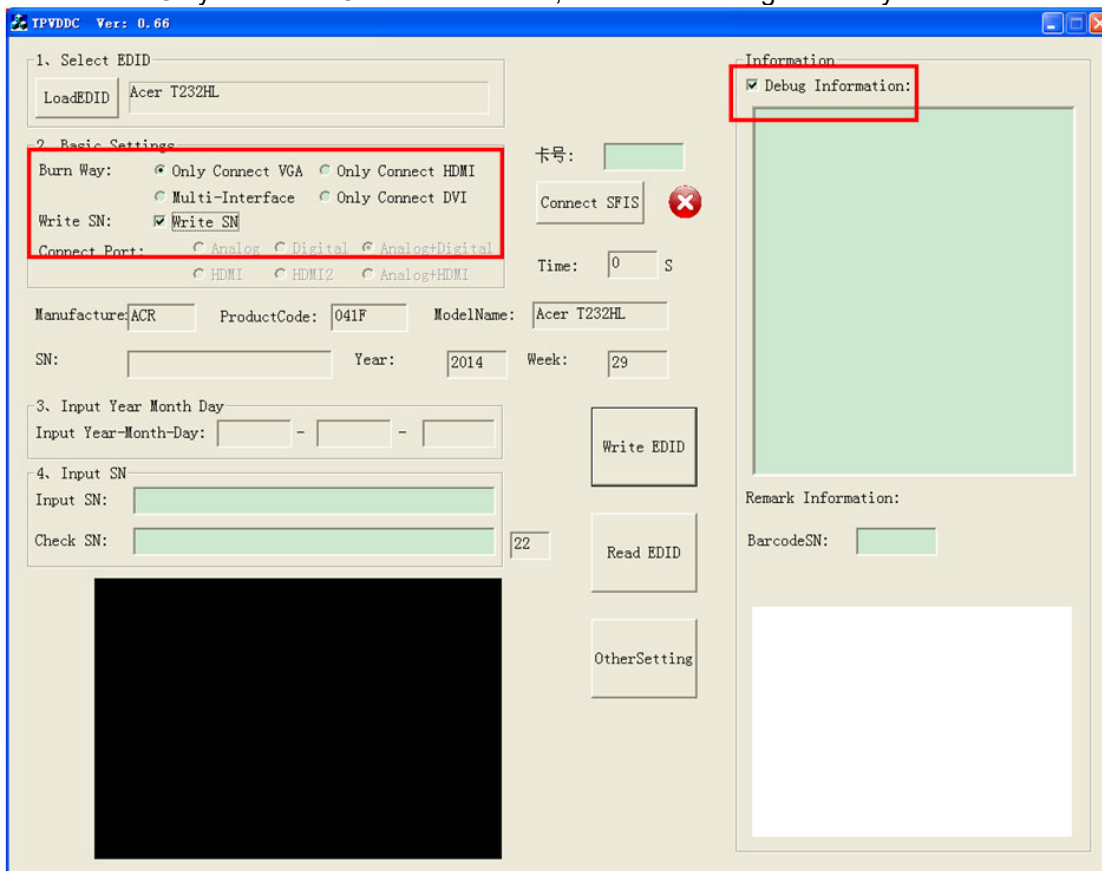 TPVDDC Ver: 0.66
1、Select EDID
LoadEDID Acer T232HL
2、Basic Settings
Burn Way: Only Connect VGA Only Connect HDMI
Multi-Interface Only Connect DVI
Write SN: Write SN
Connect Port: Analog Digital Analog+Digital
HDMI HDMI2 Analog+HDMI
卡号:
Connect SFIS
Time: 0 S
Manufacture: ACR ProductCode: 041F ModelName: Acer T232HL
SN: Year: 2014 Week: 29
3、Input Year Month Day
Input Year-Month-Day: - -
4、Input SN
Input SN:
Check SN: 22
Write EDID
Read EDID
OtherSetting
Information
Debug Information:
Remark Information:
BarcodeSN: